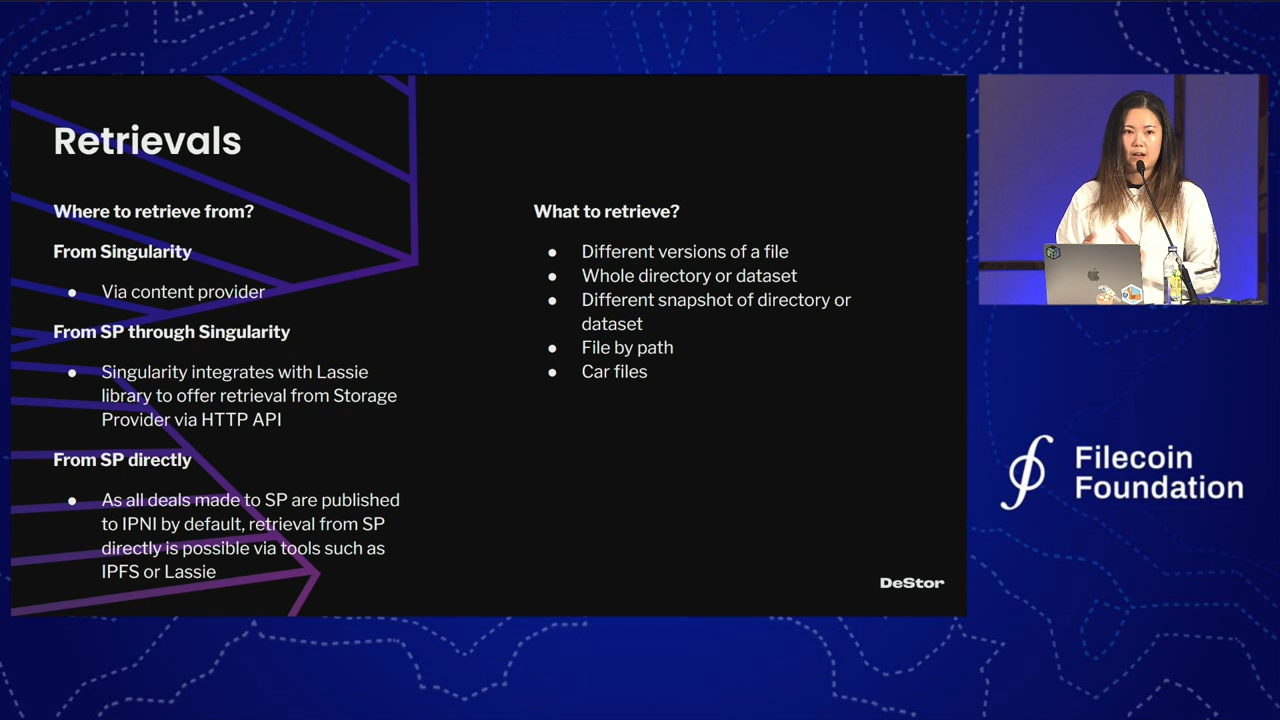 Retrievals
Where to retrieve from?
From Singularity
● Via content provider
From SP through Singularity
● Singularity integrates with Lassie
library to offer retrieval from Storage
Provider via HTTP API
From SP directly
● As all deals made to SP are published
to IPNI by default, retrieval from SP
directly is possible via tools such as
IPFS or Lassie
What to retrieve?
● Different versions of a file
● Whole directory or dataset
● Different snapshot of directory or
dataset
● File by path
● Car files
DeStor
Filecoin
Foundation